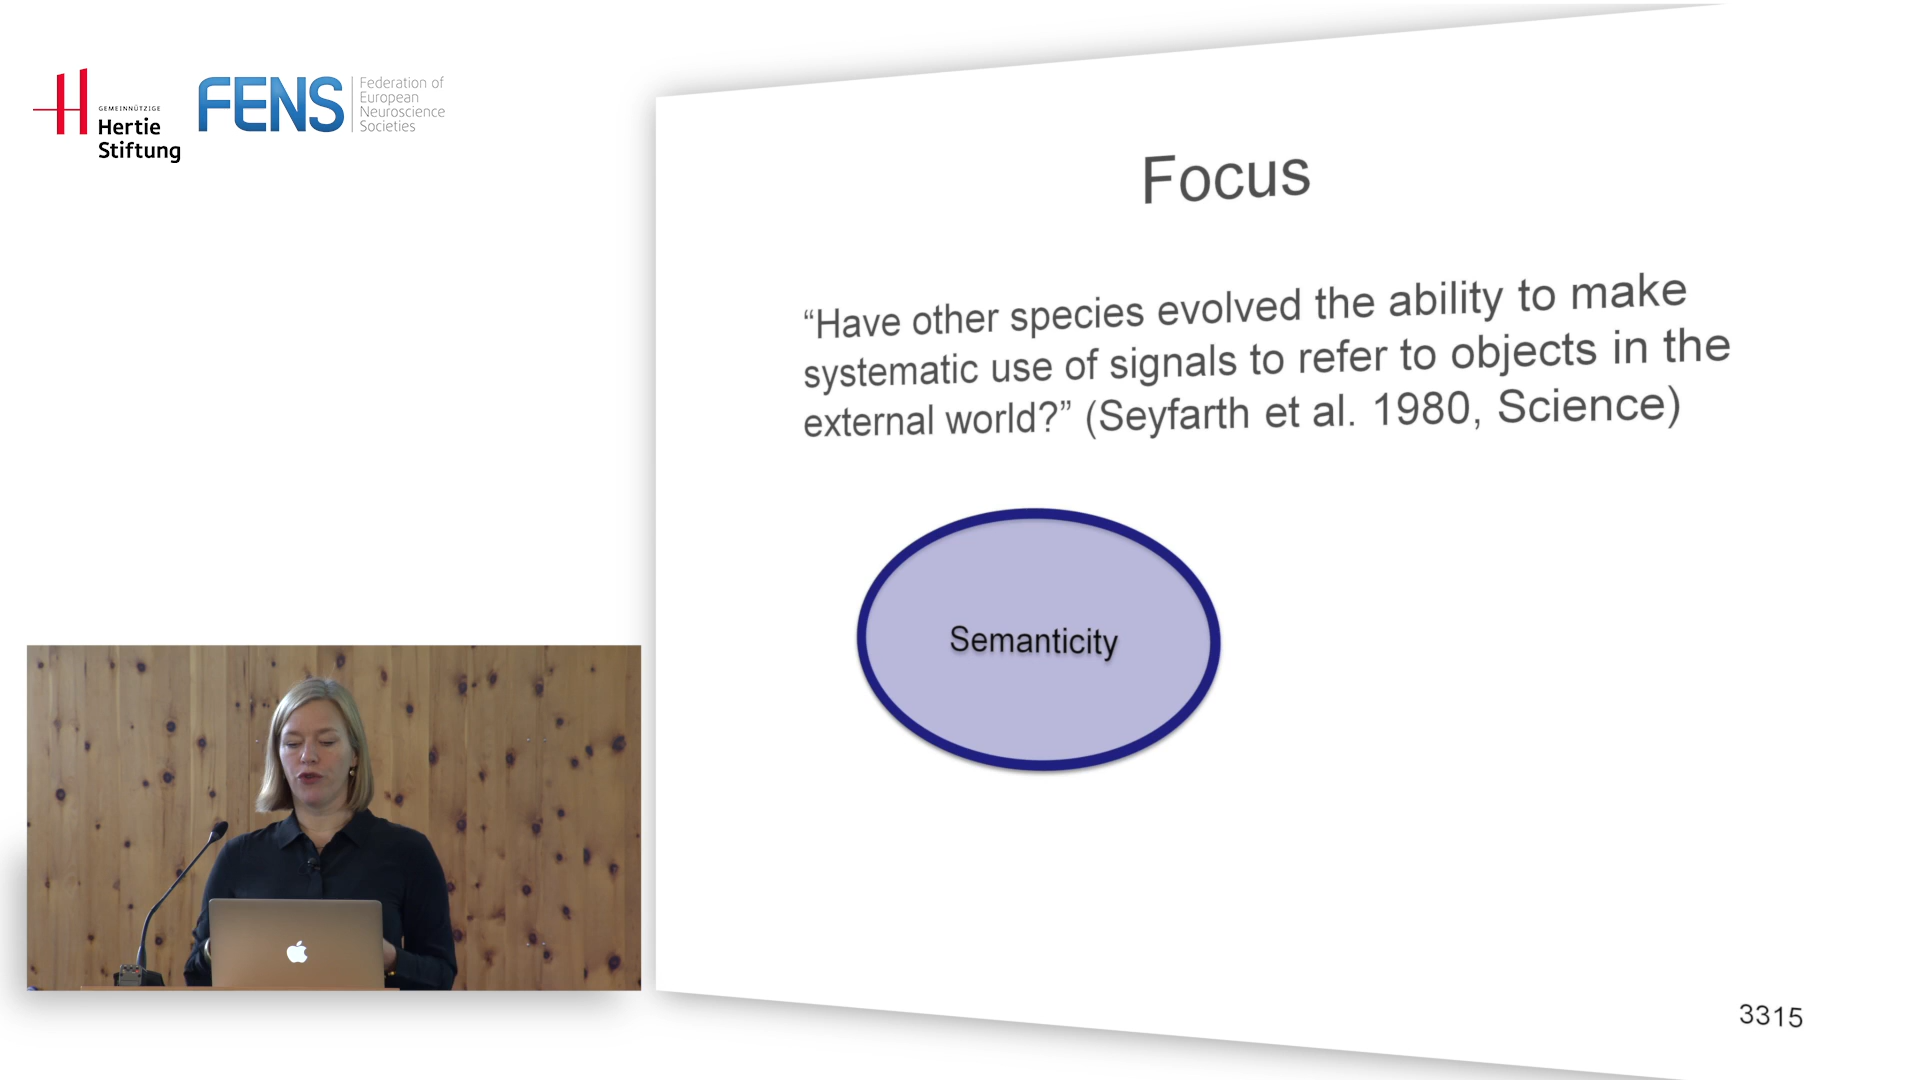 GEMEINNÜTZIGE
Hertie
Stiftung
FENS
Federation of
European
Neuroscience
Societies
Focus
“Have other species evolved the ability to make
systematic use of signals to refer to objects in the
external world?” (Seyfarth et al. 1980, Science)
Semanticity
3315